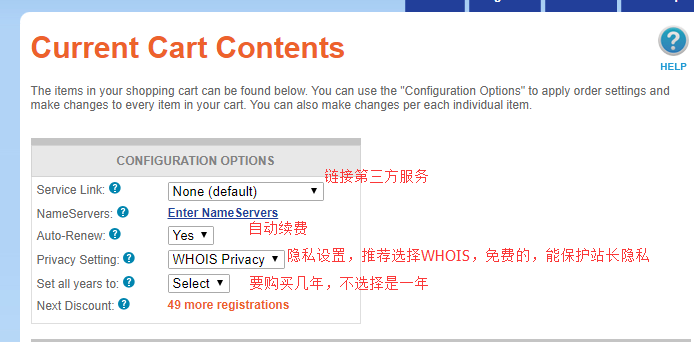 Current Cart Contents
HELP
The items in your shopping cart can be found below. You can use the "Configuration Options" to apply order settings and
make changes to every item in your cart. You can also make changes per each individual item.
CONFIGURATION OPTIONS
链接第三方服务
Service Link: ? None (default)
NameServers: ? Enter NameServers
自动续费
Auto-Renew: ? Yes
Privacy Setting: ? WHOIS Privacy 隐私设置，推荐选择WHOIS，免费的，能保护站长隐私
Set all years to: ? Select 要购买几年，不选择是一年
Next Discount: ? 49 more registrations